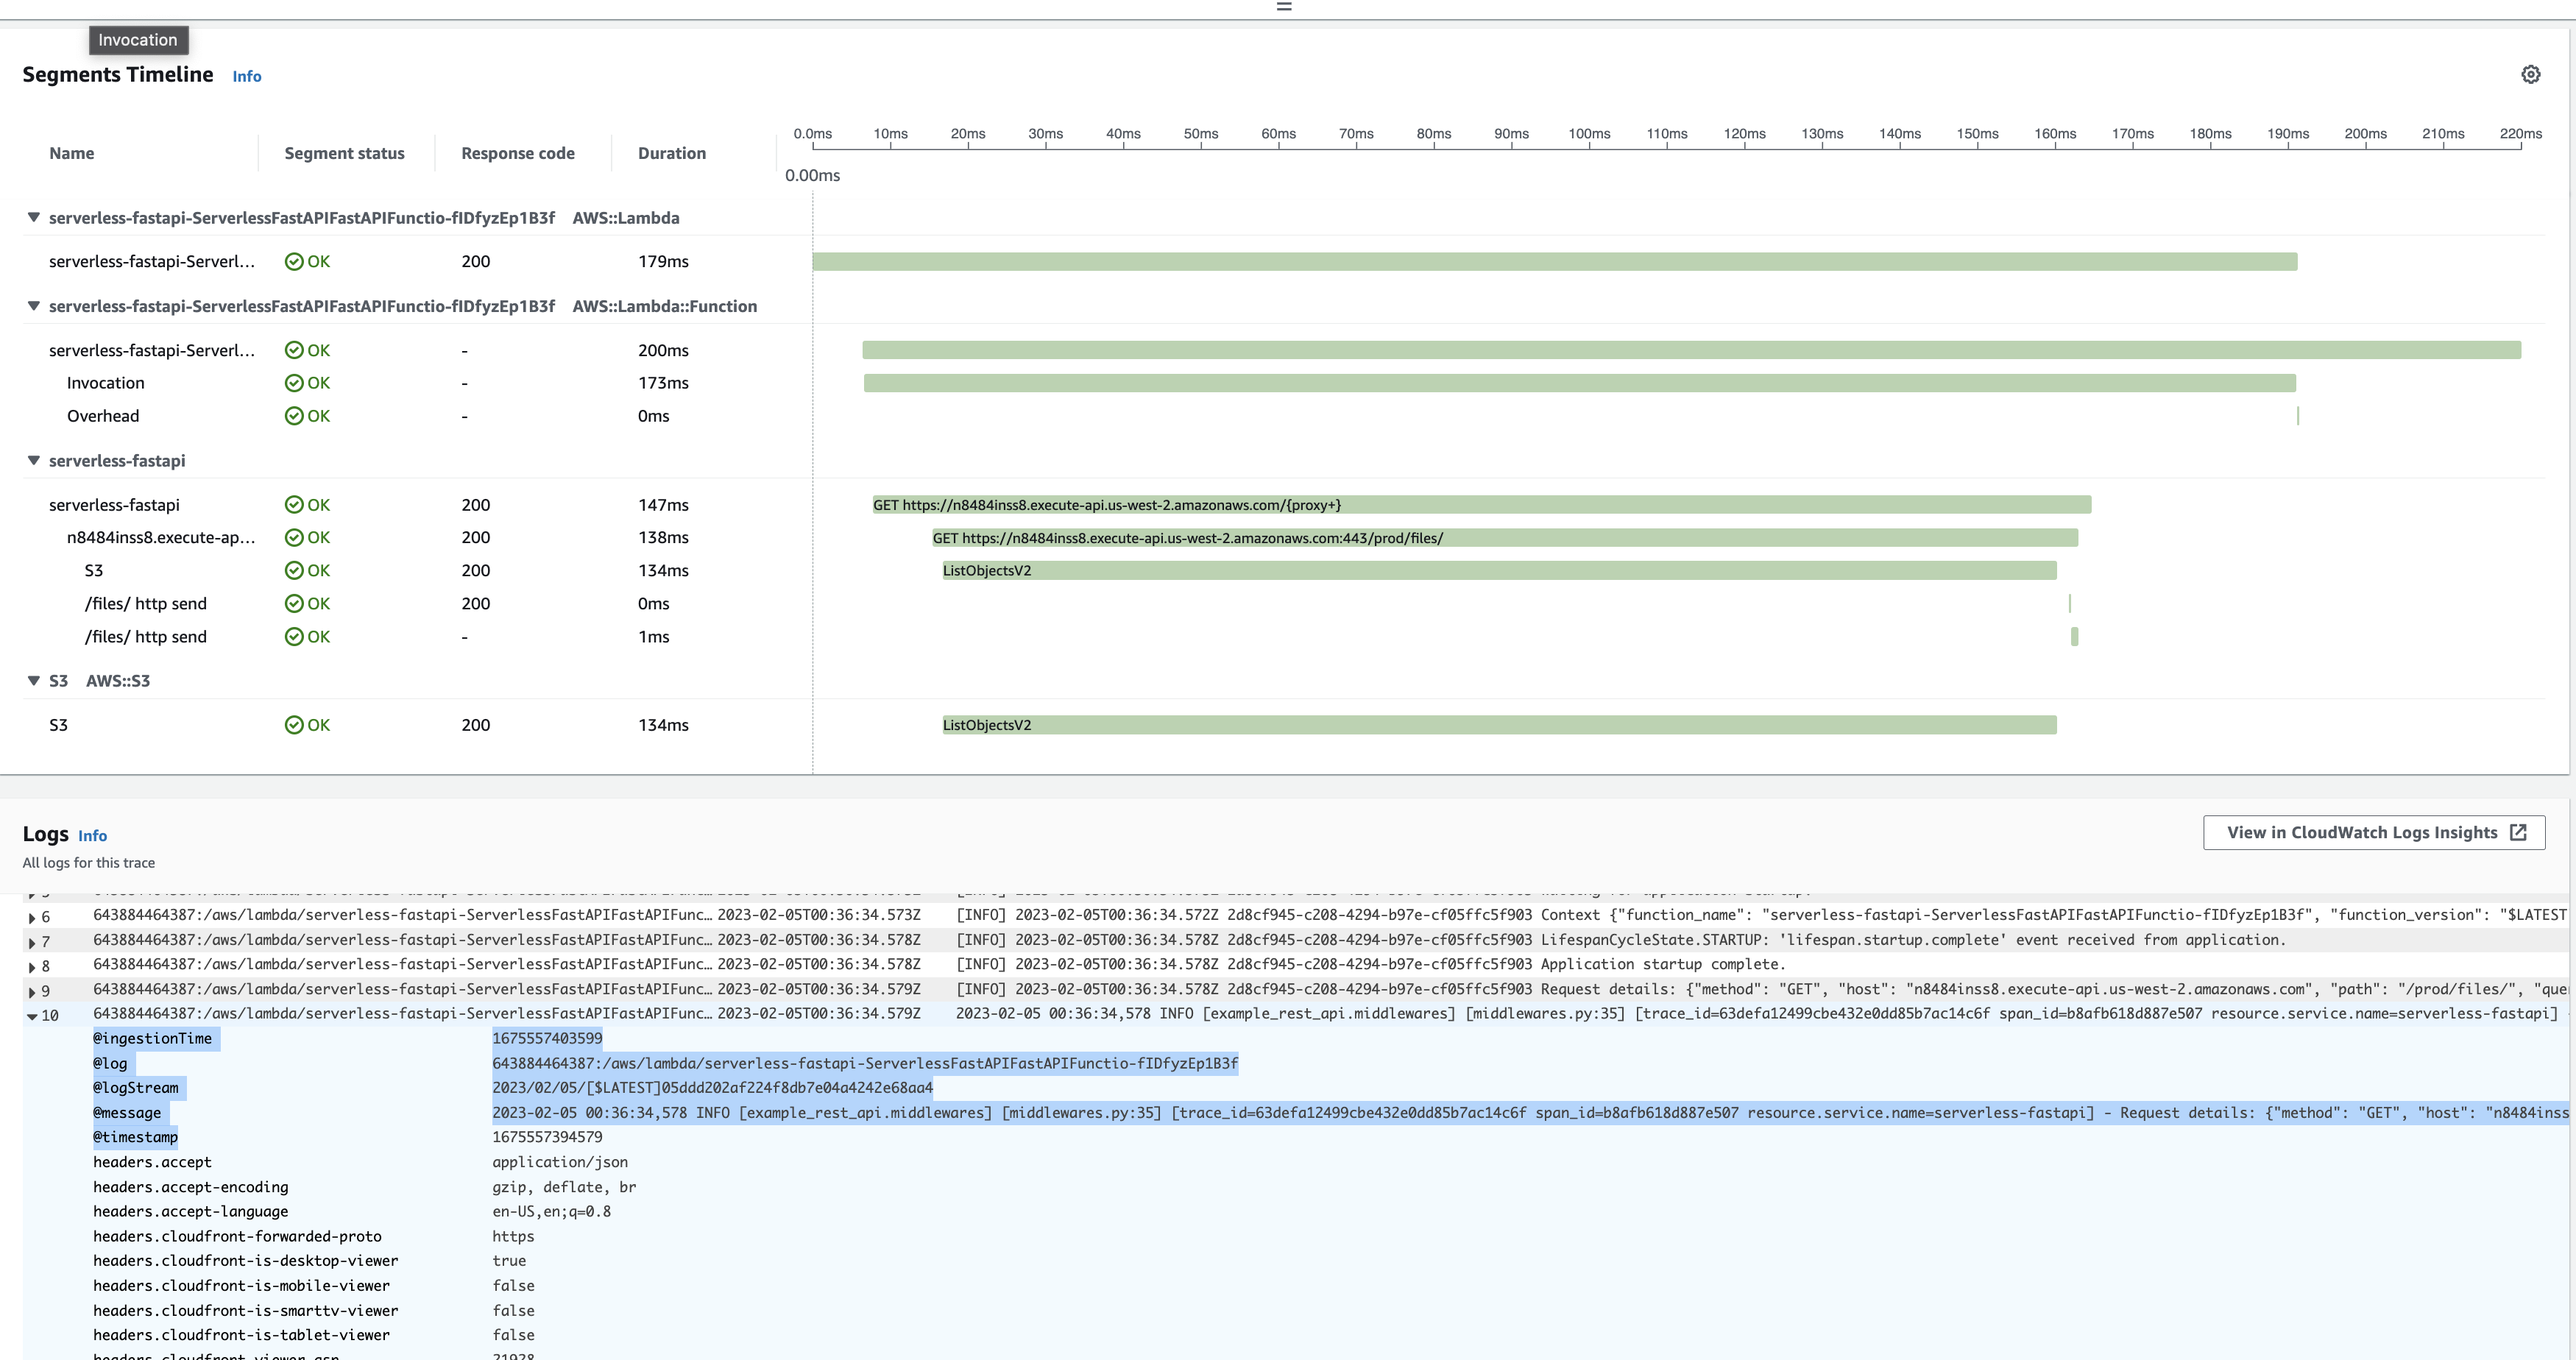 Invocation
Segments Timeline Info
0.0ms 10ms 20ms 30ms 40ms 50ms 60ms 70ms 80ms 90ms 100ms 110ms 120ms 130ms 140ms 150ms 160ms 170ms 180ms 190ms 200ms 210ms 220ms
Name Segment status Response code Duration
0.00ms
serverless-fastapi-ServerlessFastAPIFastAPIFunctio-fIDfyzEp1B3f AWS::Lambda
serverless-fastapi-Serverl... OK 200 179ms
serverless-fastapi-ServerlessFastAPIFastAPIFunctio-fIDfyzEp1B3f AWS::Lambda::Function
serverless-fastapi-Serverl... OK - 200ms
Invocation OK - 173ms
Overhead OK - 0ms
serverless-fastapi
serverless-fastapi OK 200 147ms GET https://n8484inss8.execute-api.us-west-2.amazonaws.com/{proxy+}
n8484inss8.execute-ap... OK 200 138ms GET https://n8484inss8.execute-api.us-west-2.amazonaws.com:443/prod/files/
S3 OK 200 134ms ListObjectsV2
/files/ http send OK 200 0ms
/files/ http send OK - 1ms
S3 AWS::S3
S3 OK 200 134ms ListObjectsV2
Logs Info
View in CloudWatch Logs Insights
All logs for this trace
6 643884464387:/aws/lambda/serverless-fastapi-ServerlessFastAPIFastAPIFunc... 2023-02-05T00:36:34.573Z [INFO] 2023-02-05T00:36:34.572Z 2d8cf945-c208-4294-b97e-cf05ffc5f903 Context {"function_name": "serverless-fastapi-ServerlessFastAPIFastAPIFunctio-fIDfyzEp1B3f", "function_version": "$LATEST
7 643884464387:/aws/lambda/serverless-fastapi-ServerlessFastAPIFastAPIFunc... 2023-02-05T00:36:34.578Z [INFO] 2023-02-05T00:36:34.578Z 2d8cf945-c208-4294-b97e-cf05ffc5f903 LifespanCycleState.STARTUP: 'lifespan.startup.complete' event received from application.
8 643884464387:/aws/lambda/serverless-fastapi-ServerlessFastAPIFastAPIFunc... 2023-02-05T00:36:34.578Z [INFO] 2023-02-05T00:36:34.578Z 2d8cf945-c208-4294-b97e-cf05ffc5f903 Application startup complete.
9 643884464387:/aws/lambda/serverless-fastapi-ServerlessFastAPIFastAPIFunc... 2023-02-05T00:36:34.579Z [INFO] 2023-02-05T00:36:34.578Z 2d8cf945-c208-4294-b97e-cf05ffc5f903 Request details: {"method": "GET", "host": "n8484inss8.execute-api.us-west-2.amazonaws.com", "path": "/prod/files/", "que
10 643884464387:/aws/lambda/serverless-fastapi-ServerlessFastAPIFastAPIFunc... 2023-02-05T00:36:34.579Z 2023-02-05 00:36:34,578 INFO [example_rest_api.middlewares] [middlewares.py:35] [trace_id=63defa12499cbe432e0dd85b7ac14c6f span_id=b8afb618d887e507 resource.service.name=serverless-fastapi] -
@ingestionTime 1675557403599
@log 643884464387:/aws/lambda/serverless-fastapi-ServerlessFastAPIFastAPIFunctio-fIDfyzEp1B3f
@logStream 2023/02/05/[$LATEST]05ddd202af224f8db7e04a4242e68aa4
@message 2023-02-05 00:36:34,578 INFO [example_rest_api.middlewares] [middlewares.py:35] [trace_id=63defa12499cbe432e0dd85b7ac14c6f span_id=b8afb618d887e507 resource.service.name=serverless-fastapi] - Request details: {"method": "GET", "host": "n8484inss
@timestamp 1675557394579
headers.accept application/json
headers.accept-encoding gzip, deflate, br
headers.accept-language en-US,en;q=0.8
headers.cloudfront-forwarded-proto https
headers.cloudfront-is-desktop-viewer true
headers.cloudfront-is-mobile-viewer false
headers.cloudfront-is-smarttv-viewer false
headers.cloudfront-is-tablet-viewer false